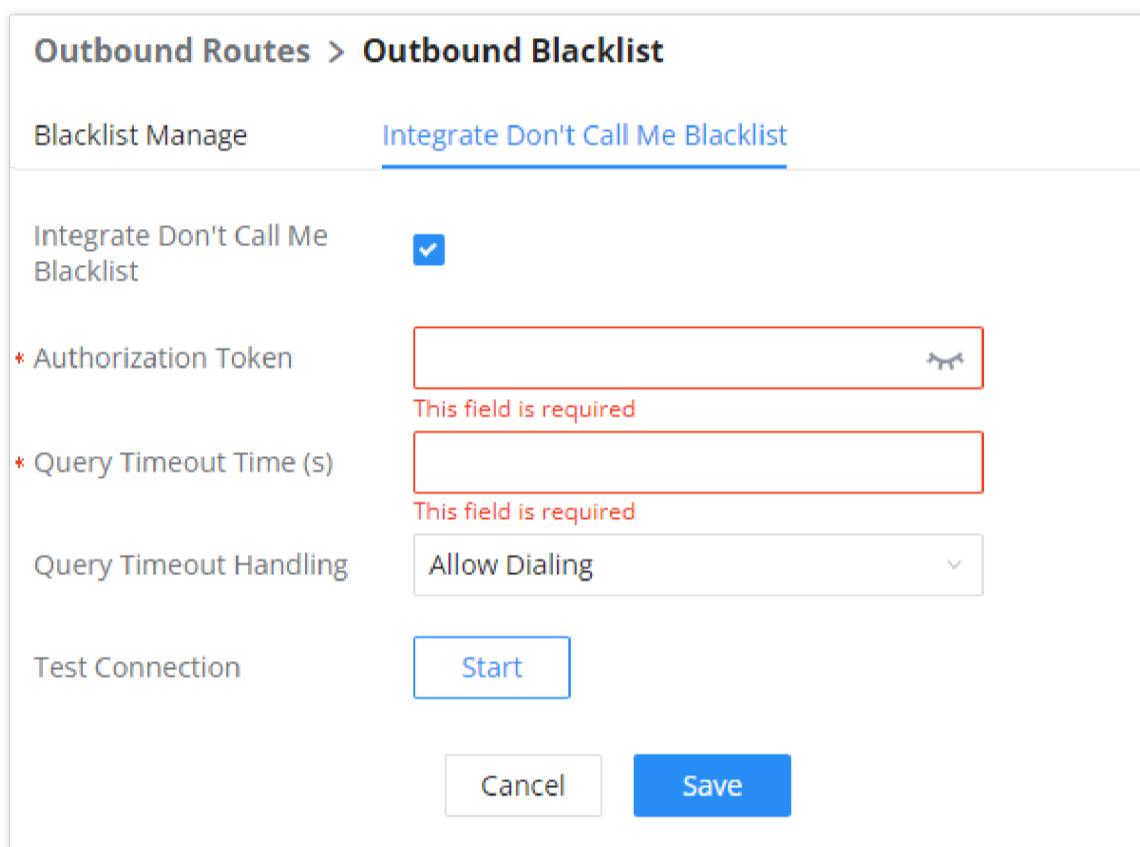 Outbound Routes > Outbound Blacklist
Blacklist Manage Integrate Don't Call Me Blacklist
Integrate Don't Call Me
Blacklist
* Authorization Token
This field is required
* Query Timeout Time (s)
This field is required
Query Timeout Handling Allow Dialing
Test Connection Start
Cancel Save